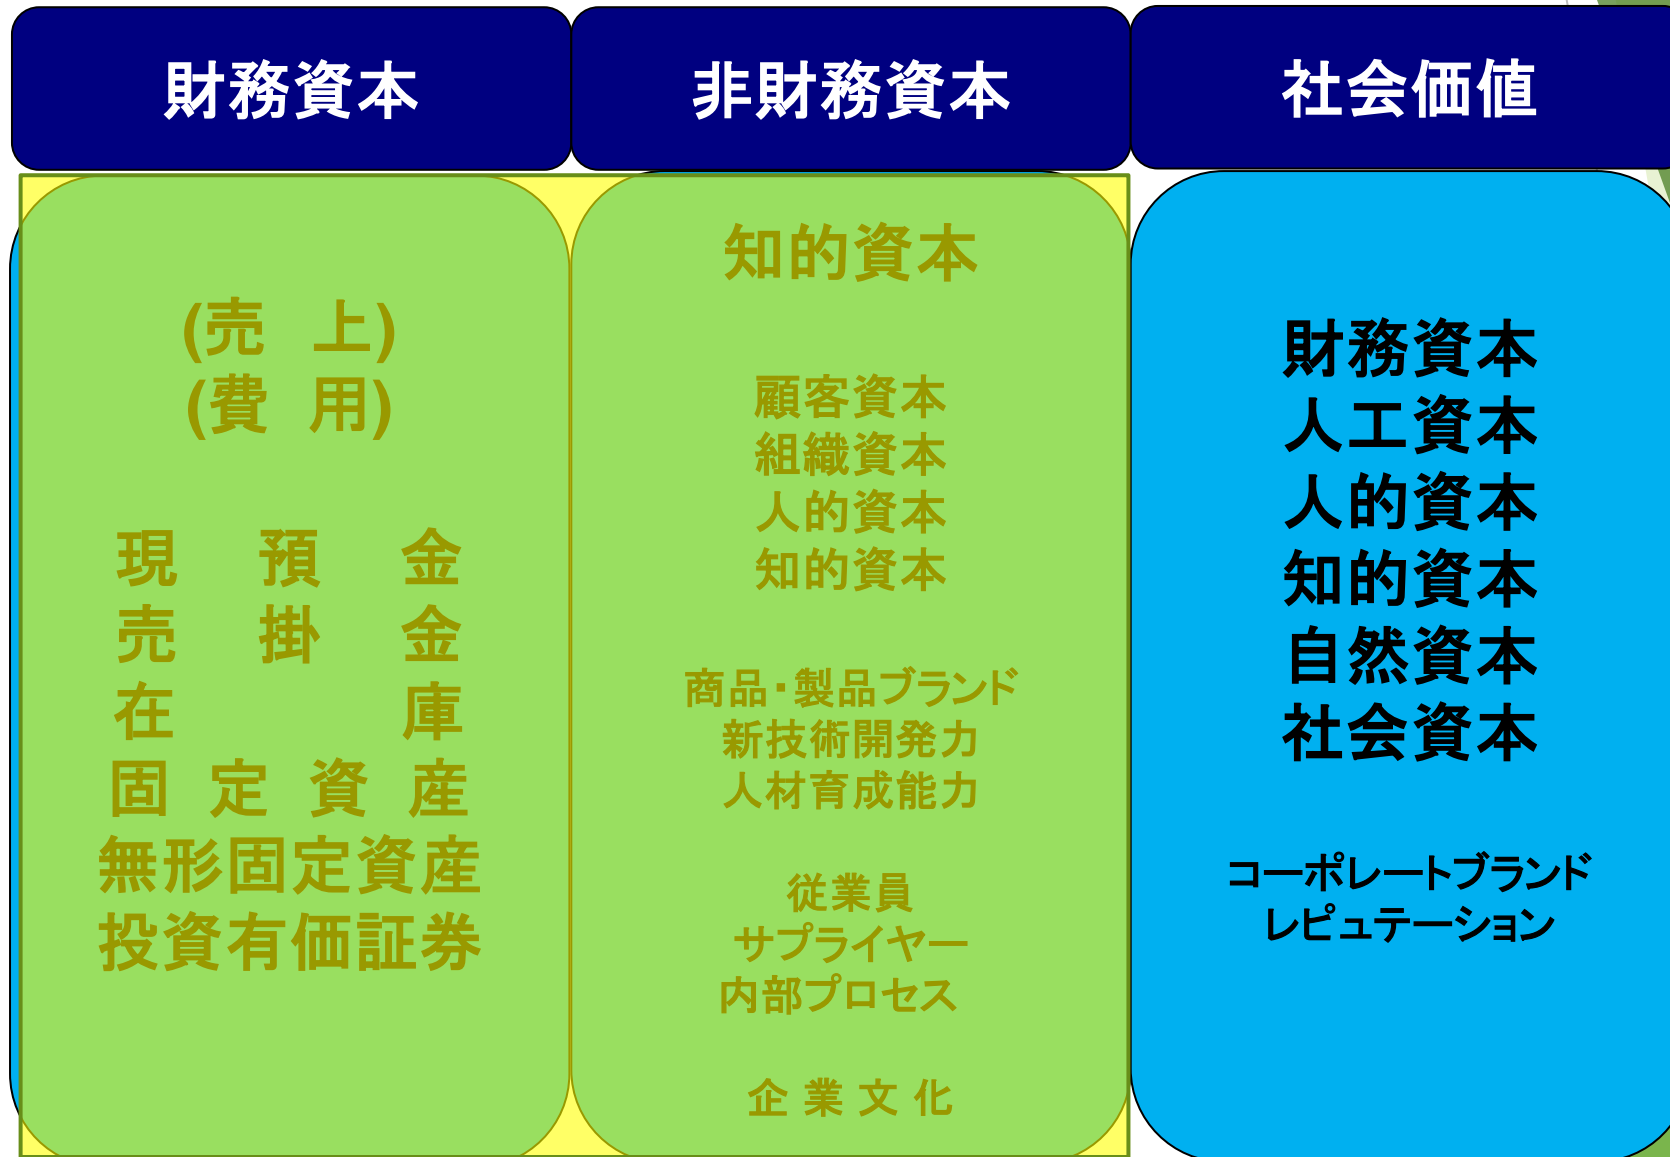 財務資本
(売 上)
(費 用)
現 預 金
売 掛 金
在 庫
固 定 資 産
無形固定資産
投資有価証券
非財務資本
知的資本
顧客資本
組織資本
人的資本
知的資本
商品・製品ブランド
新技術開発力
人材育成能力
従業員
サプライヤー
内部プロセス
企 業 文 化
社会価値
財務資本
人工資本
人的資本
知的資本
自然資本
社会資本
コーポレートブランド
レピュテーション